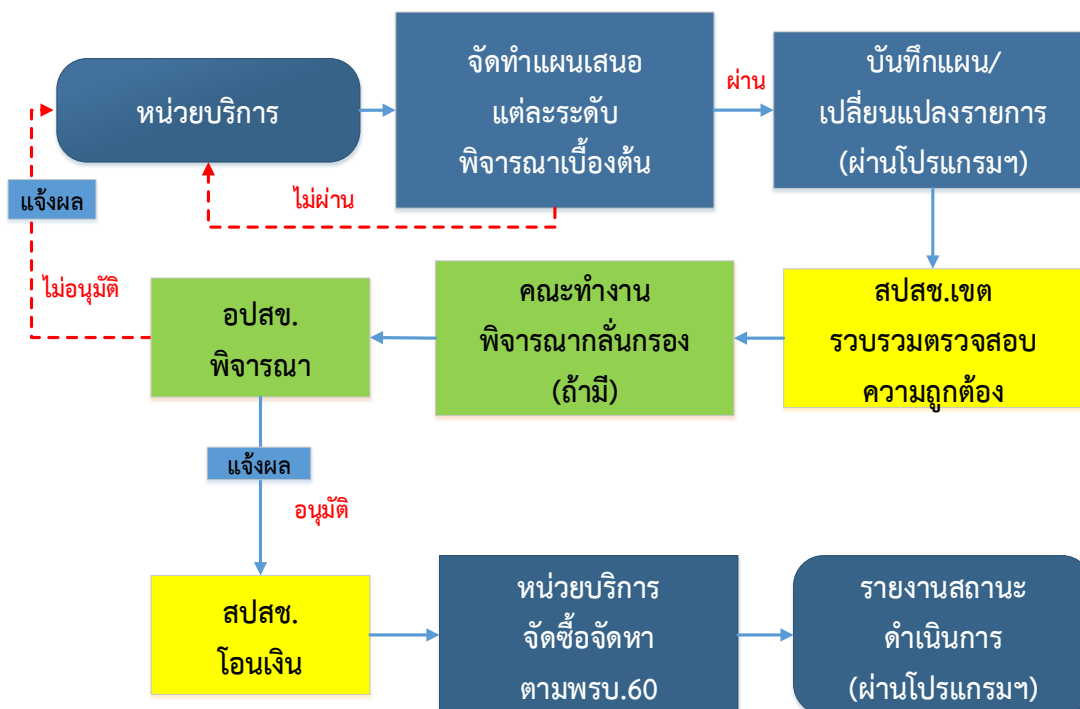 หน่วยบริการ
จัดทำแผนเสนอ
แต่ละระดับ
พิจารณาเบื้องต้น
ผ่าน
บันทึกแผน/
เปลี่ยนแปลงรายการ
(ผ่านโปรแกรมฯ)
ไม่ผ่าน
แจ้งผล
ไม่อนุมัติ
สปสช.เขต
รวบรวมตรวจสอบ
ความถูกต้อง
คณะทำงาน
พิจารณากลั่นกรอง
(ถ้ามี)
อปสข.
พิจารณา
แจ้งผล
อนุมัติ
สปสช.
โอนเงิน
หน่วยบริการ
จัดซื้อจัดหา
ตามพรบ.60
รายงานสถานะ
ดำเนินการ
(ผ่านโปรแกรมฯ)